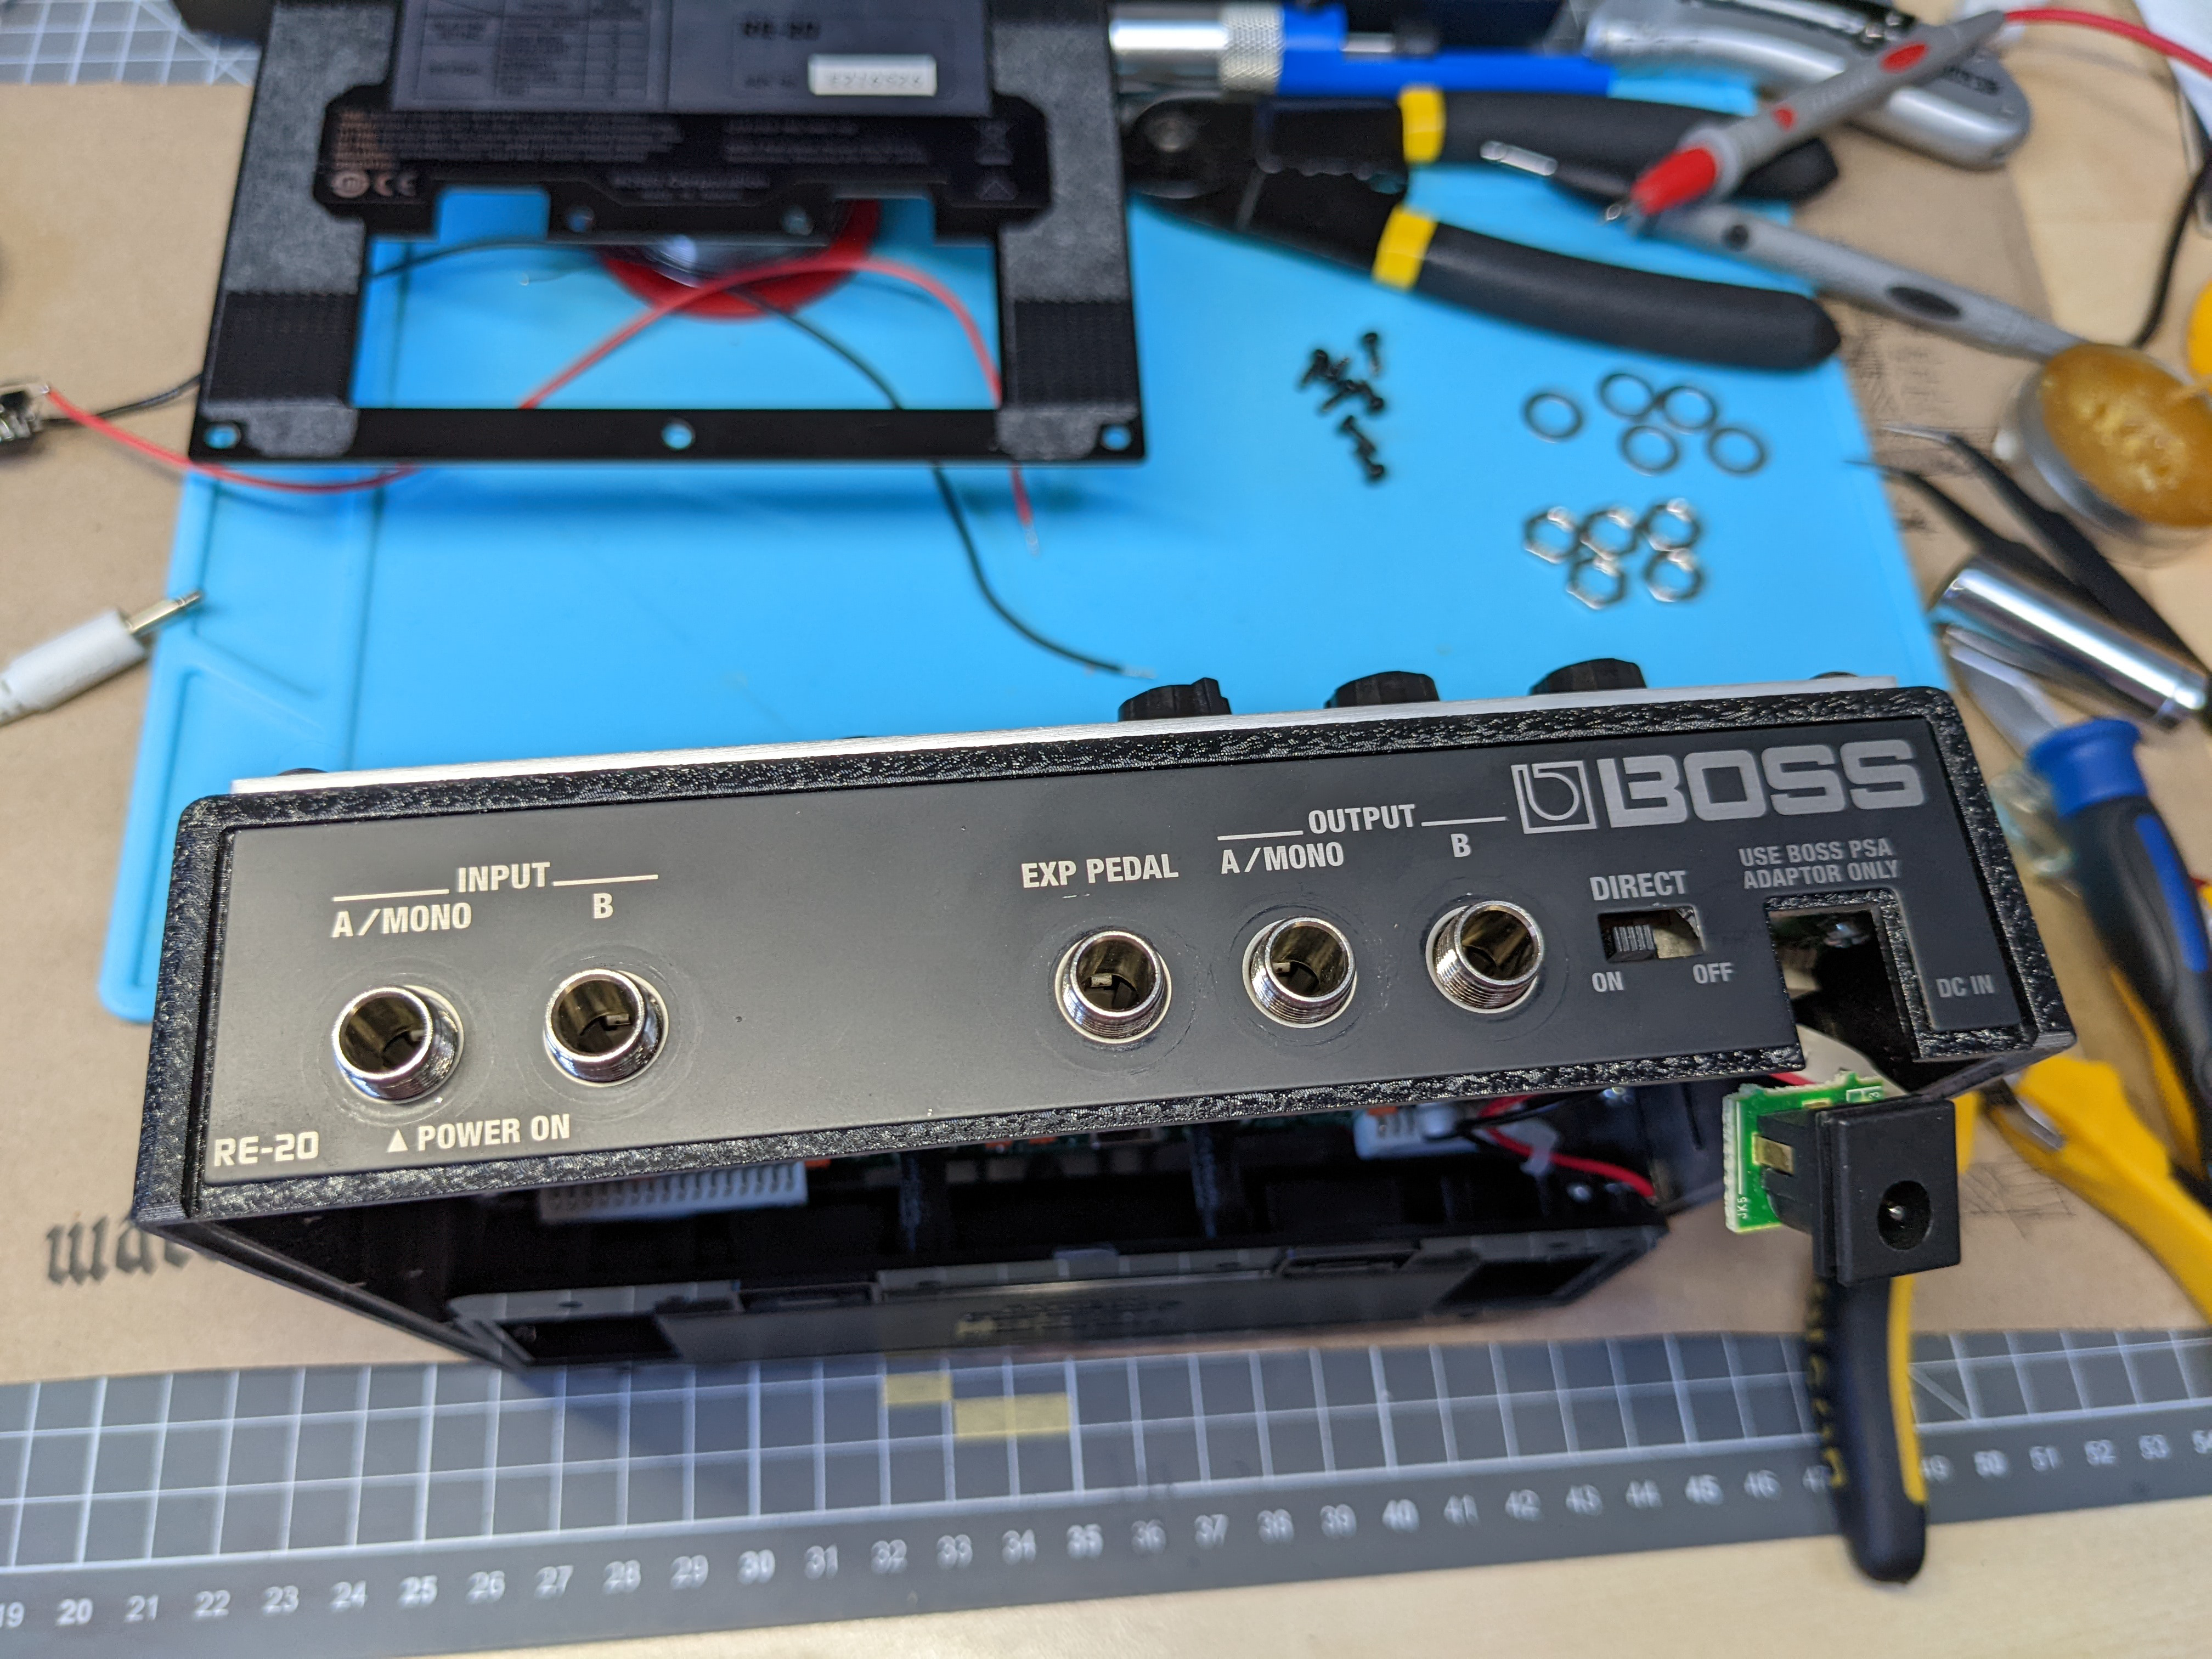 RE-20
BOSS
INPUT
A/MONO
B
EXP PEDAL
OUTPUT
A/MONO
B
DIRECT
ON
OFF
USE BOSS PSA
ADAPTOR ONLY
DC IN
RE-20
▲POWER ON
JK5
19 20 21 22 23 24 25 26 27 28 29 30 31 32 33 34 35 36 37 38 39 40 41 42 43 44 45 46 47 49 50 51 52 53 54